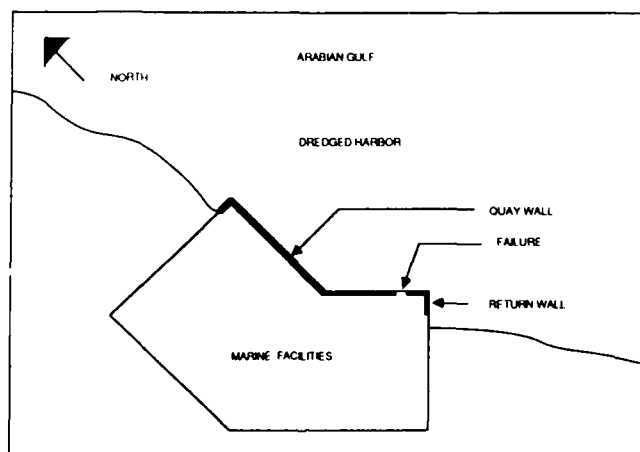 ARABIAN GULF
NORTH
DREDGED HARBOR
QUAY WALL
FAILURE
RETURN WALL
MARINE FACILITIES